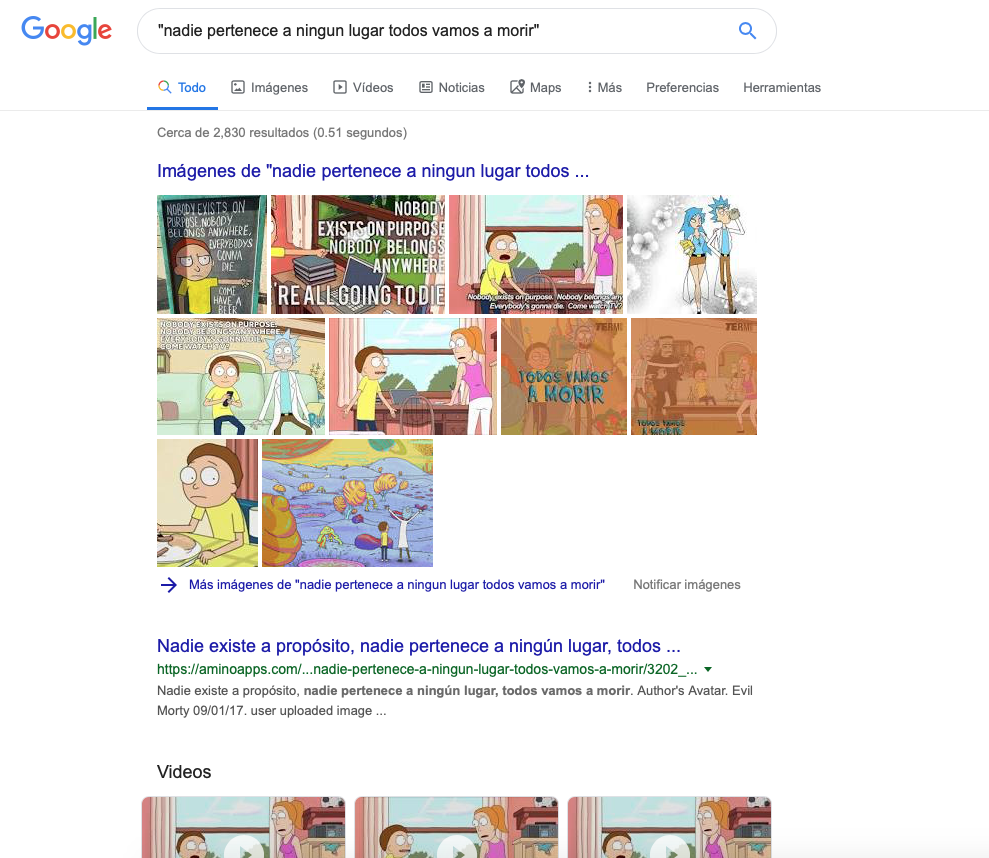 Google
"nadie pertenece a ningun lugar todos vamos a morir"
Todo Imágenes Vídeos Noticias Maps Más Preferencias Herramientas
Cerca de 2,830 resultados (0.51 segundos)
Imágenes de "nadie pertenece a ningun lugar todos ...
NOBODY EXISTS ON
PURPOSE, NOBODY
BELONGS ANYWHERE,
EVERYBODYS
GONNA
DIE...
COME
HAVE A
BEER
NOBODY
EXISTS ON PURPOSE
NOBODY BELONGS
ANYWHERE
'RE ALL GOING TO DIE
Nobody exists on purpose. Nobody belongs any
Everybody's gonna die. Come watch TV?
NOBODY EXISTS ON PURPOSE.
NOBODY BELONGS ANYWHERE.
EVERYBODY'S GONNA DIE.
COME WATCH TV
TERMI
TODOS VAMOS
A MORIR
TERMI
TODOS VAMOS
A MORIR
Más imágenes de "nadie pertenece a ningun lugar todos vamos a morir" Notificar imágenes
Nadie existe a propósito, nadie pertenece a ningún lugar, todos ...
https://aminoapps.com/...nadie-pertenece-a-ningun-lugar-todos-vamos-a-morir/3202_...
Nadie existe a propósito, nadie pertenece a ningún lugar, todos vamos a morir. Author's Avatar. Evil
Morty 09/01/17. user uploaded image ...
Videos